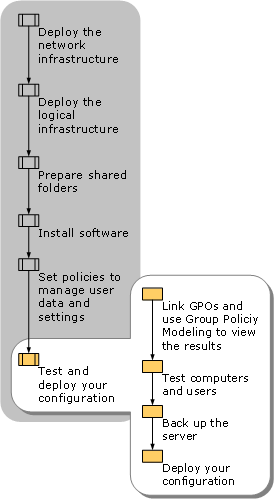 Deploy the
network
infrastructure
Deploy the
logical
infrastructure
Prepare shared
folders
Install software
Set policies to
manage user
data and
settings
Test and
deploy your
configuration
Link GPOs and
use Group Policiy
Modeling to view
the results
Test computers
and users
Back up the
server
Deploy your
configuration